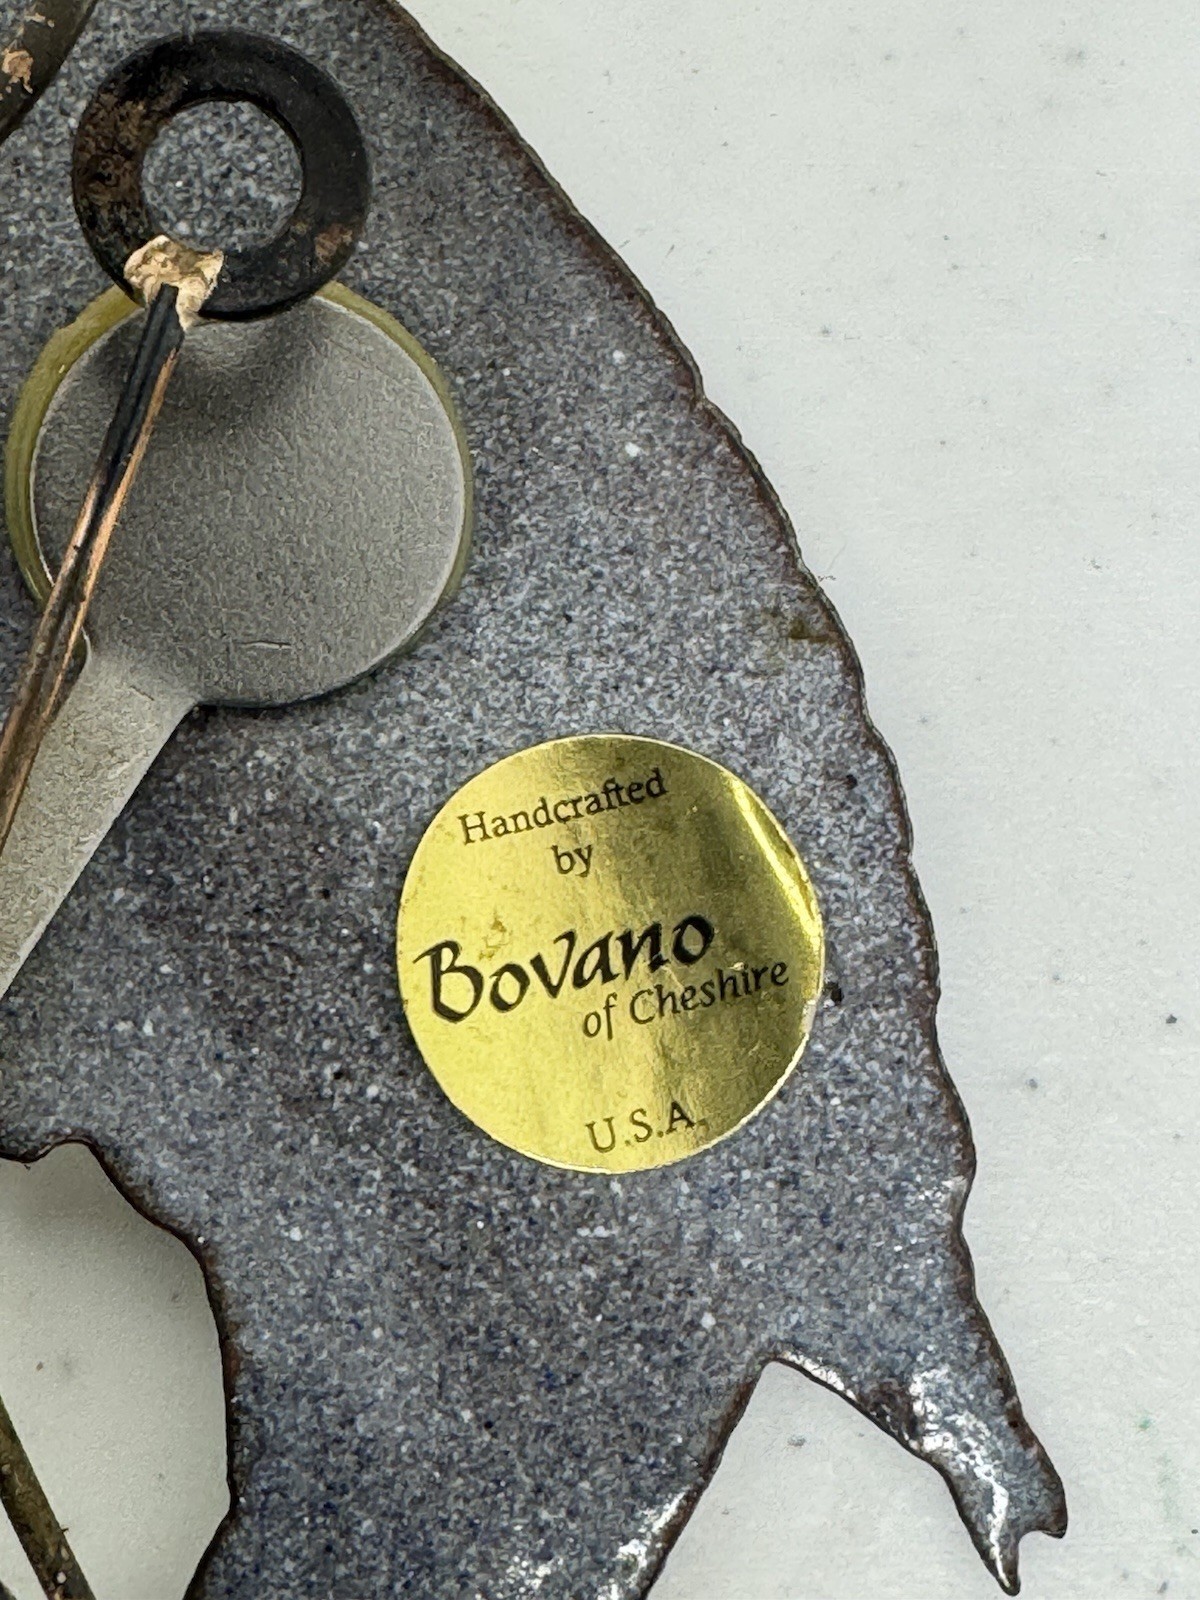 Handcrafted
by
Bovano
of Cheshire
U.S.A.